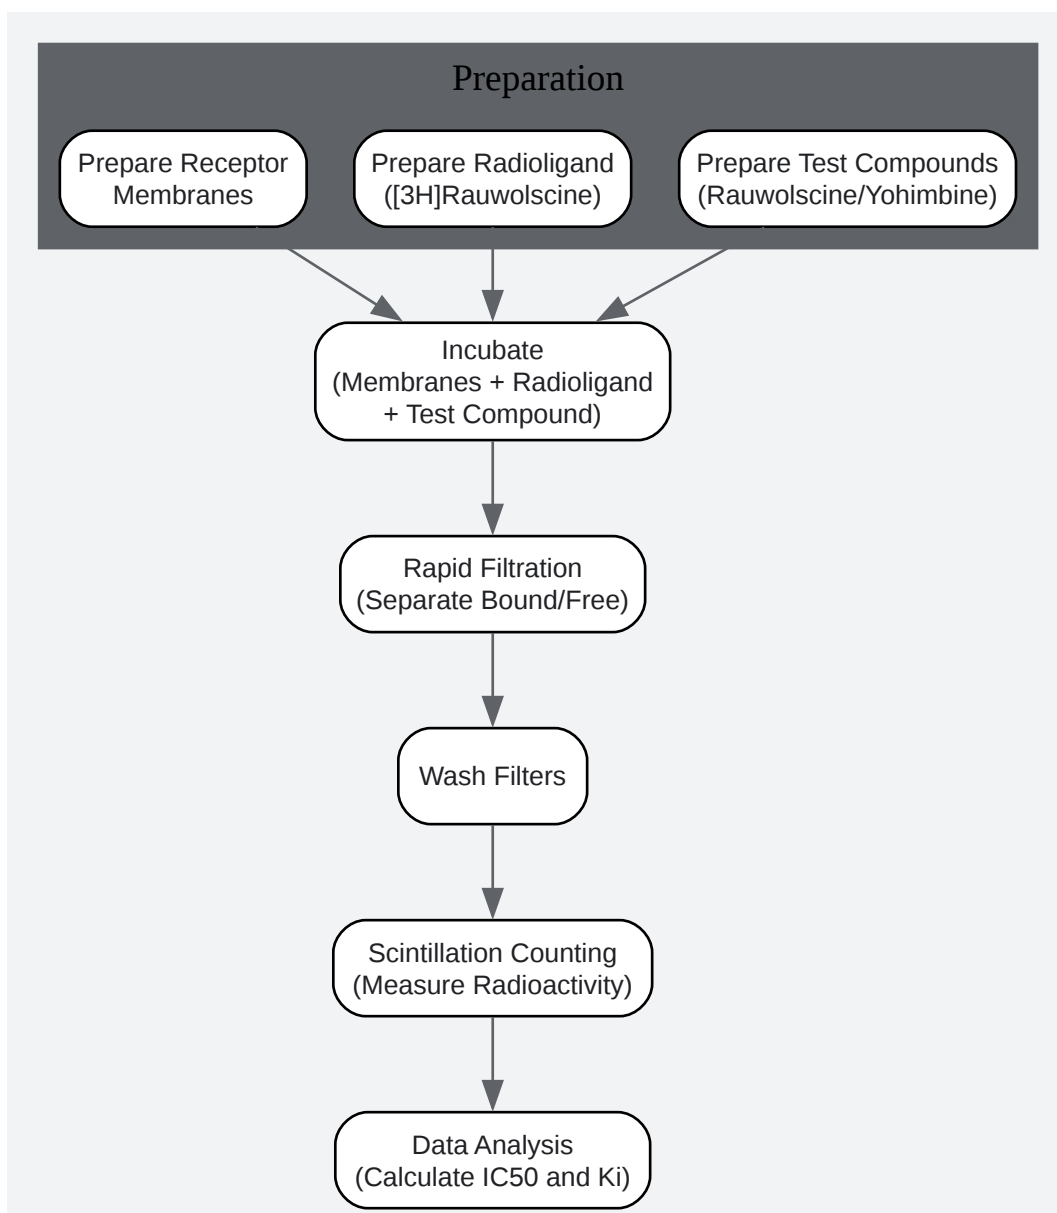 Preparation
Prepare Receptor
Membranes
Prepare Radioligand
([3H]Rauwolscine)
Prepare Test Compounds
(Rauwolscine/Yohimbine)
Incubate
(Membranes + Radioligand
+ Test Compound)
Rapid Filtration
(Separate Bound/Free)
Wash Filters
Scintillation Counting
(Measure Radioactivity)
Data Analysis
(Calculate IC50 and Ki)